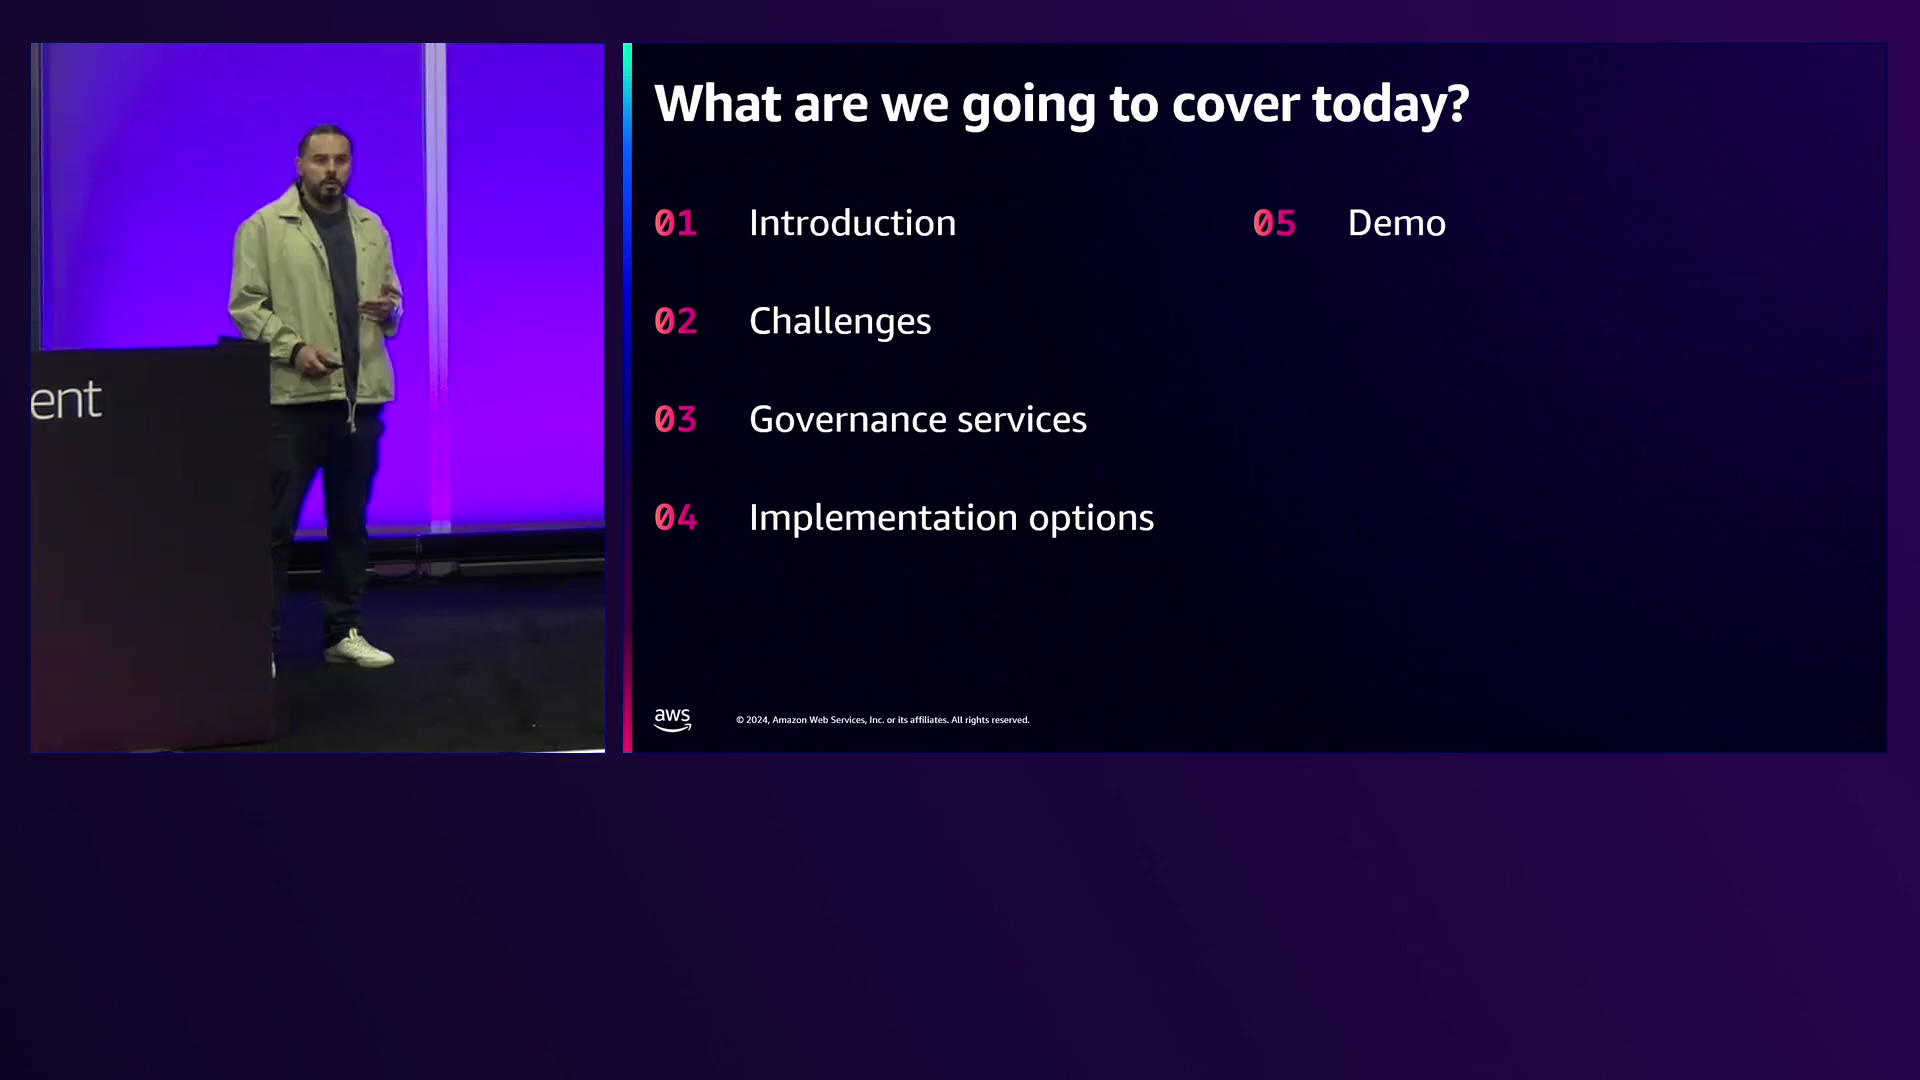 ent
What are we going to cover today?
01 Introduction
02 Challenges
03 Governance services
04 Implementation options
05 Demo
aws
© 2024, Amazon Web Services, Inc. or its affiliates. All rights reserved.